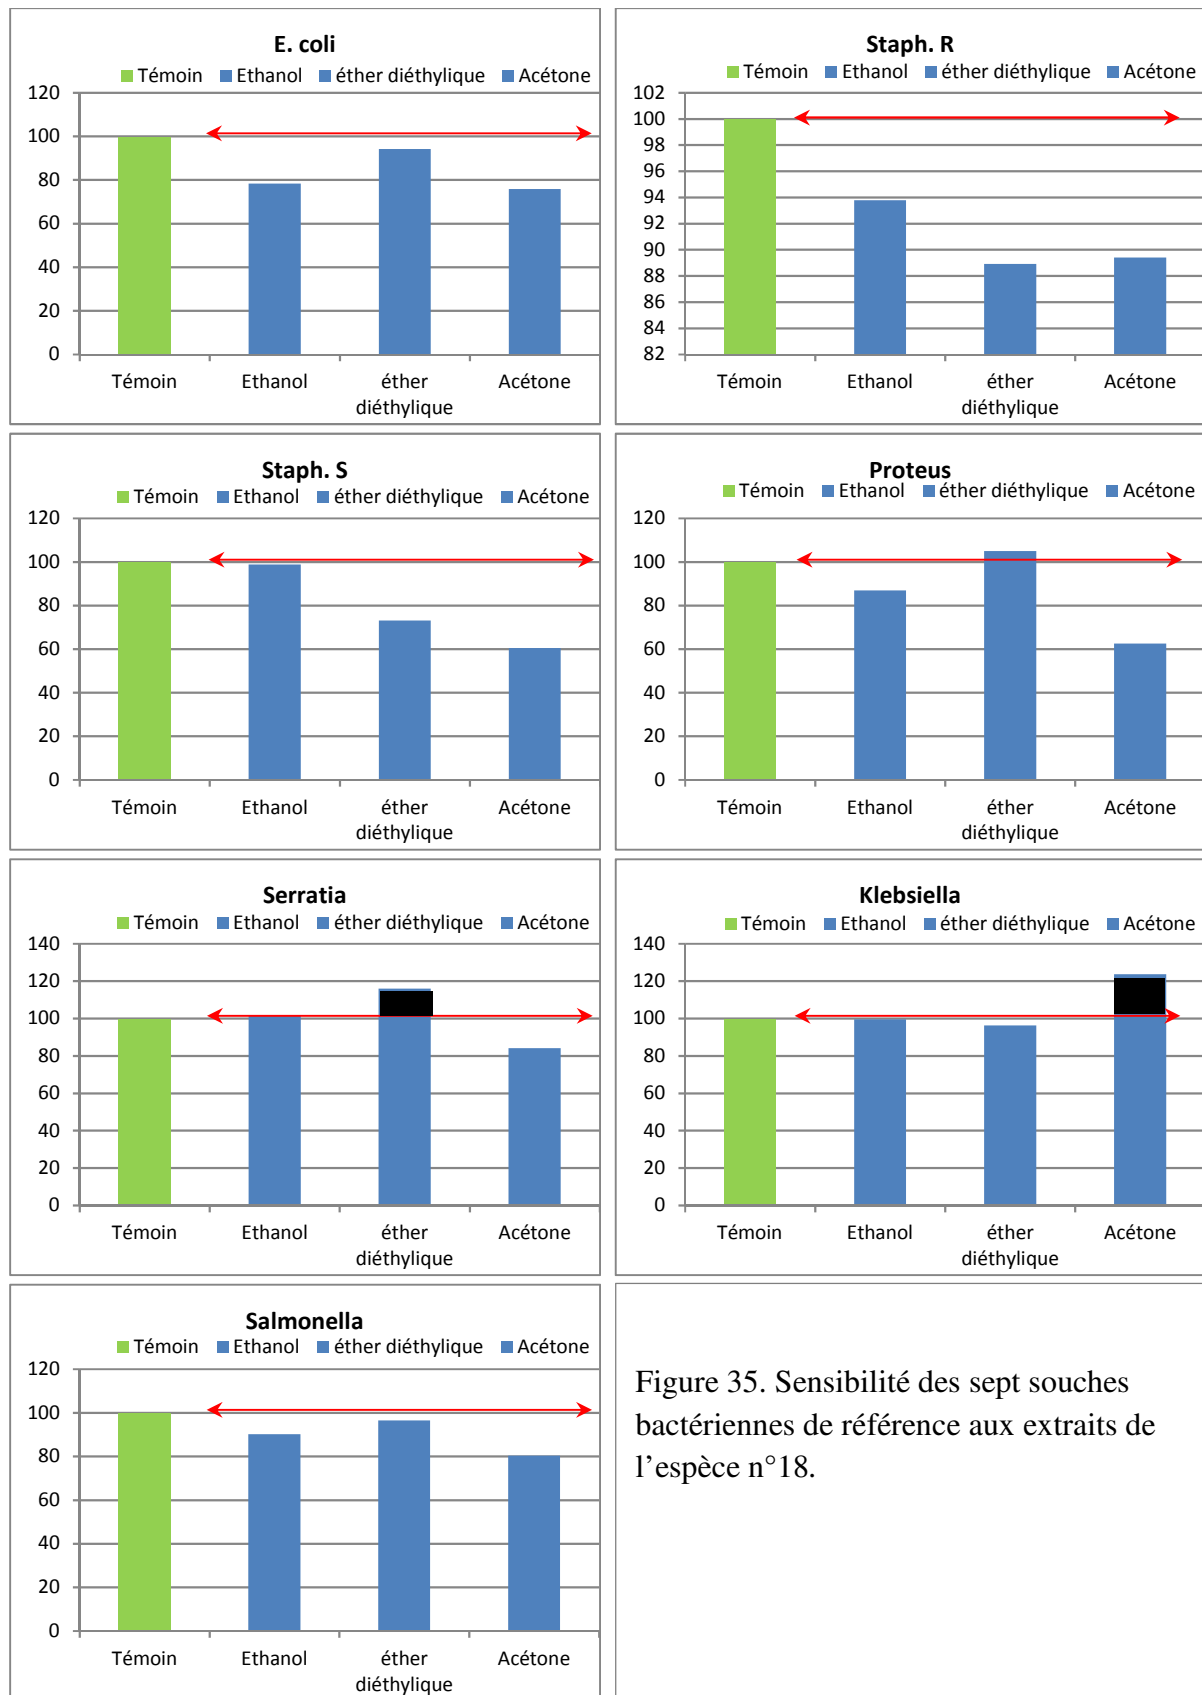 E. coli
Témoin Ethanol éther diéthylique Acétone
120
100
80
60
40
20
0
Témoin Ethanol éther Acétone
diéthylique
Staph. R
Témoin Ethanol éther diéthylique Acétone
102
100
98
96
94
92
90
88
86
84
82
Témoin Ethanol éther Acétone
diéthylique
Staph. S
Témoin Ethanol éther diéthylique Acétone
120
100
80
60
40
20
0
Témoin Ethanol éther Acétone
diéthylique
Proteus
Témoin Ethanol éther diéthylique Acétone
120
100
80
60
40
20
0
Témoin Ethanol éther Acétone
diéthylique
Serratia
Témoin Ethanol éther diéthylique Acétone
140
120
100
80
60
40
20
0
Témoin Ethanol éther Acétone
diéthylique
Klebsiella
Témoin Ethanol éther diéthylique Acétone
140
120
100
80
60
40
20
0
Témoin Ethanol éther Acétone
diéthylique
Salmonella
Témoin Ethanol éther diéthylique Acétone
120
100
80
60
40
20
0
Témoin Ethanol éther Acétone
diéthylique
Figure 35. Sensibilité des sept souches
bactériennes de référence aux extraits de
l’espèce n°18.